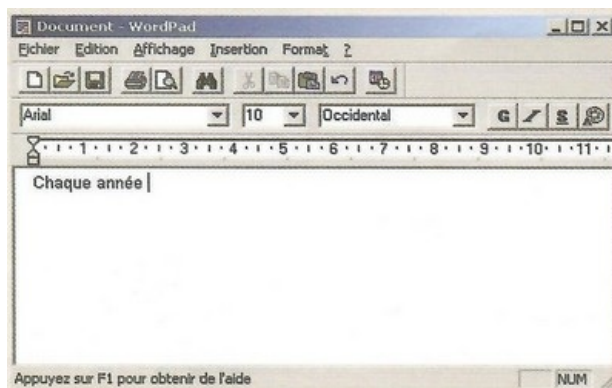 Document - WordPad
Fichier Edition Affichage Insertion Format ?
Arial 10 Occidental G I S
1 2 3 4 5 6 7 8 9 10 11
Chaque année
Appuyez sur F1 pour obtenir de l'aide NUM